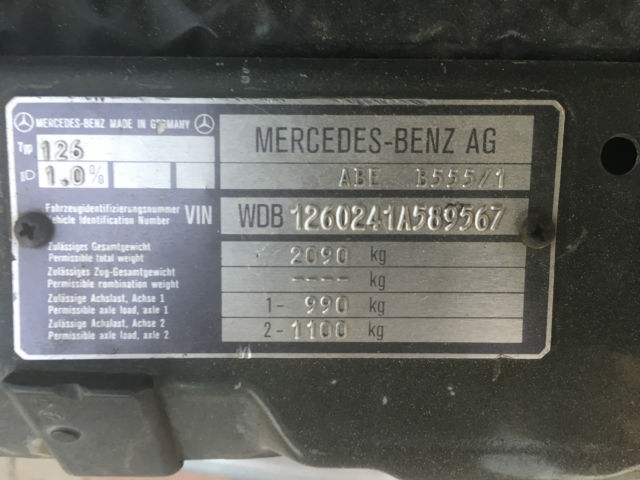 MERCEDES-BENZ MADE IN GERMANY
MERCEDES-BENZ AG
Typ 126
1.0%
ABE B555/1
Fahrzeugidentifizierungsnummer
Vehicle Identification Number
VIN WDB 1260241A589567
Zulässiges Gesamtgewicht
Permissible total weight
2090 kg
Zulässiges Zug-Gesamtgewicht
Permissible combination weight
---- kg
Zulässige Achslast, Achse 1
Permissible axle load, axle 1
1- 990 kg
Zulässige Achslast, Achse 2
Permissible axle load, axle 2
2- 1100 kg